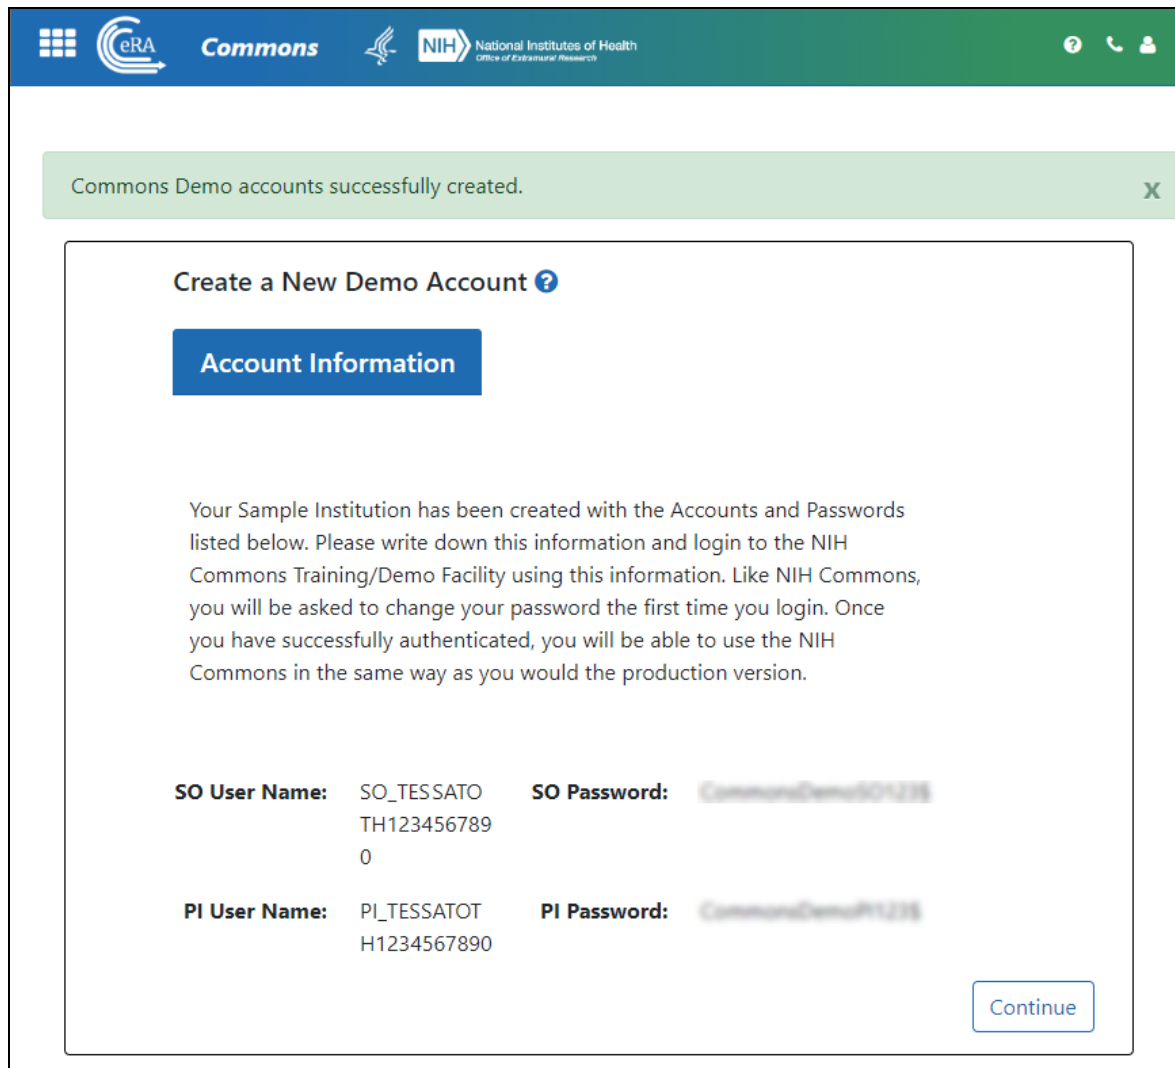 eRA Commons NIH National Institutes of Health
Office of Extramural Research
Commons Demo accounts successfully created.
X
Create a New Demo Account
Account Information
Your Sample Institution has been created with the Accounts and Passwords
listed below. Please write down this information and login to the NIH
Commons Training/Demo Facility using this information. Like NIH Commons,
you will be asked to change your password the first time you login. Once
you have successfully authenticated, you will be able to use the NIH
Commons in the same way as you would the production version.
SO User Name: SO_TESSATO SO Password:
TH123456789
0
PI User Name: PI_TESSATOT PI Password:
H1234567890
Continue